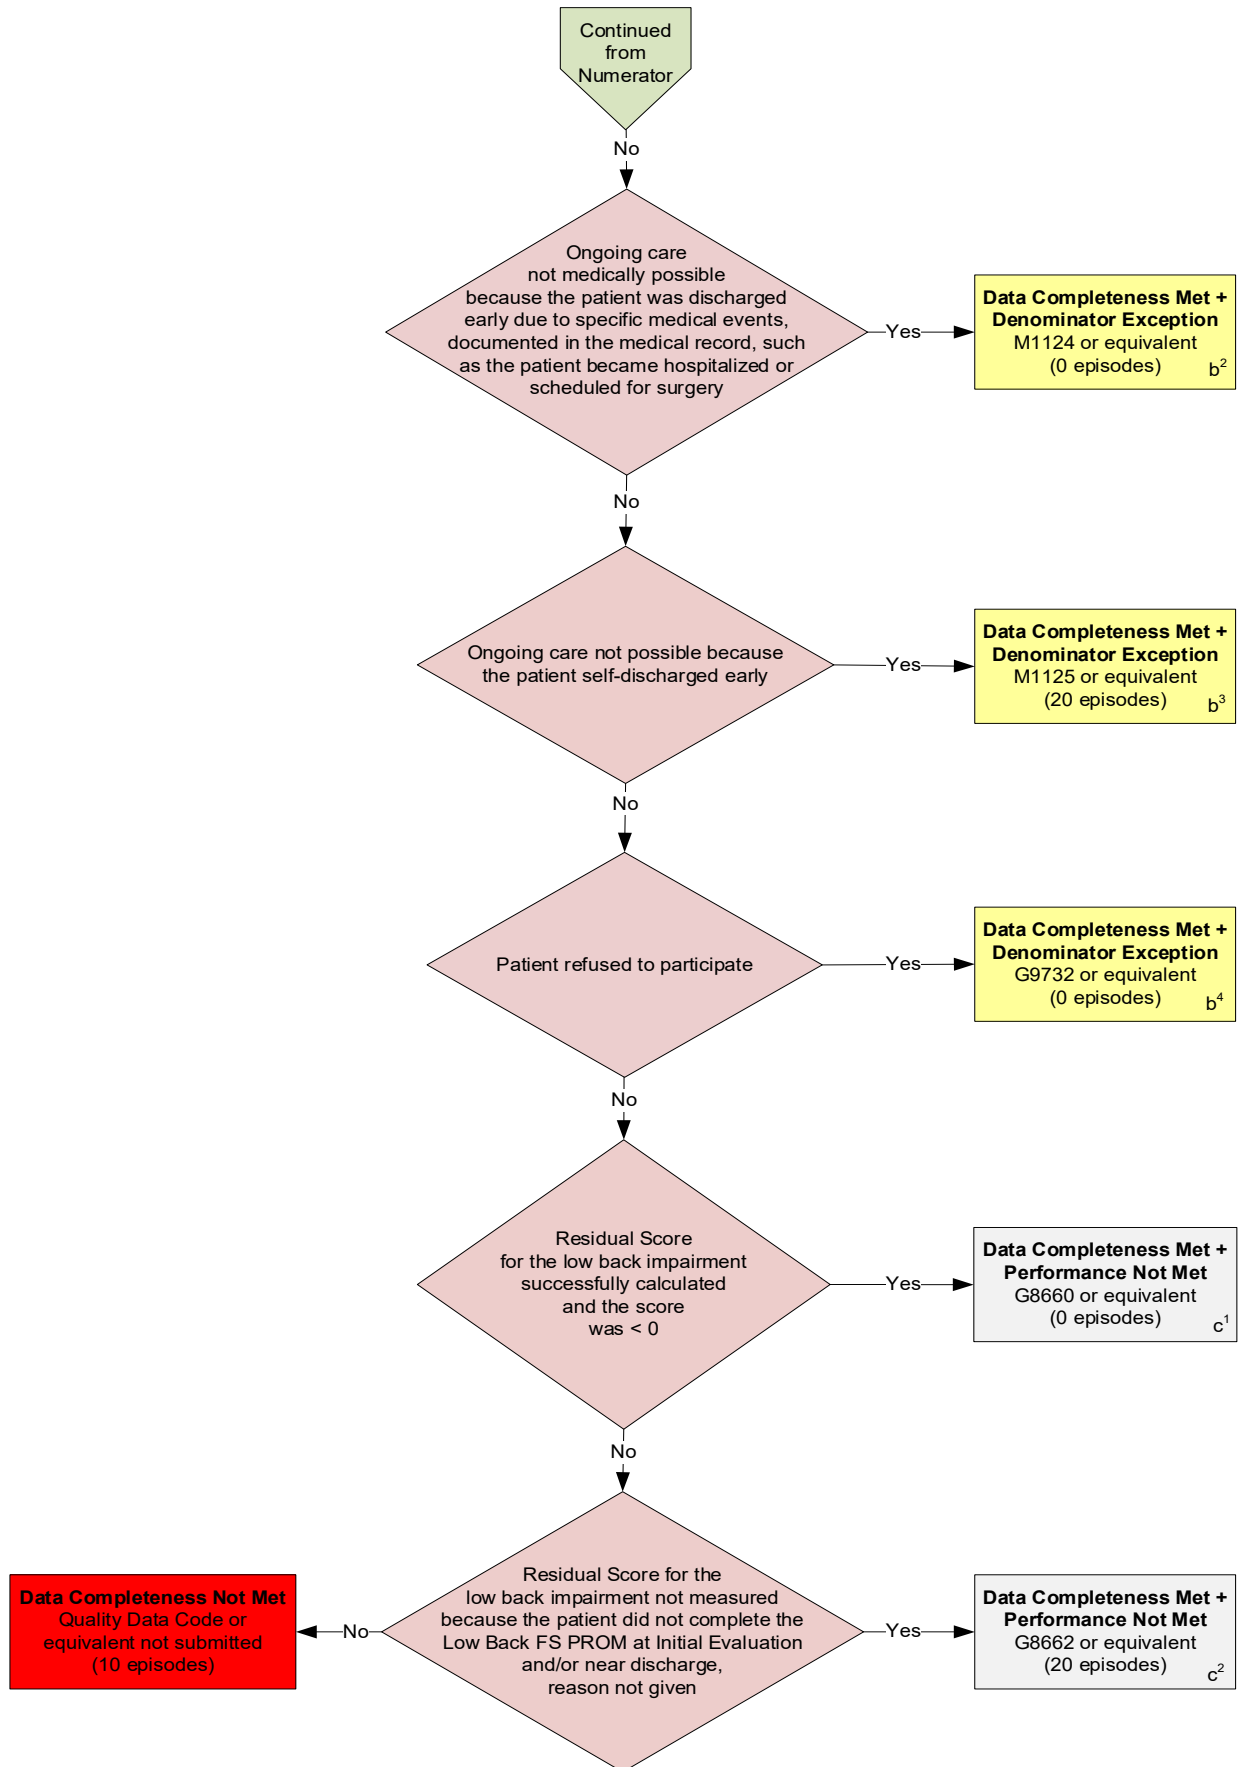 Continued
from
Numerator
No
Ongoing care
not medically possible
because the patient was discharged
early due to specific medical events,
documented in the medical record, such
as the patient became hospitalized or
scheduled for surgery
Yes
Data Completeness Met +
Denominator Exception
M1124 or equivalent
(0 episodes) b²
No
Ongoing care not possible because
the patient self-discharged early
Yes
Data Completeness Met +
Denominator Exception
M1125 or equivalent
(20 episodes) b³
No
Patient refused to participate
Yes
Data Completeness Met +
Denominator Exception
G9732 or equivalent
(0 episodes) b⁴
No
Residual Score
for the low back impairment
successfully calculated
and the score
was < 0
Yes
Data Completeness Met +
Performance Not Met
G8660 or equivalent
(0 episodes) c¹
No
Residual Score for the
low back impairment not measured
because the patient did not complete the
Low Back FS PROM at Initial Evaluation
and/or near discharge,
reason not given
No
Data Completeness Not Met
Quality Data Code or
equivalent not submitted
(10 episodes)
Yes
Data Completeness Met +
Performance Not Met
G8662 or equivalent
(20 episodes) c²